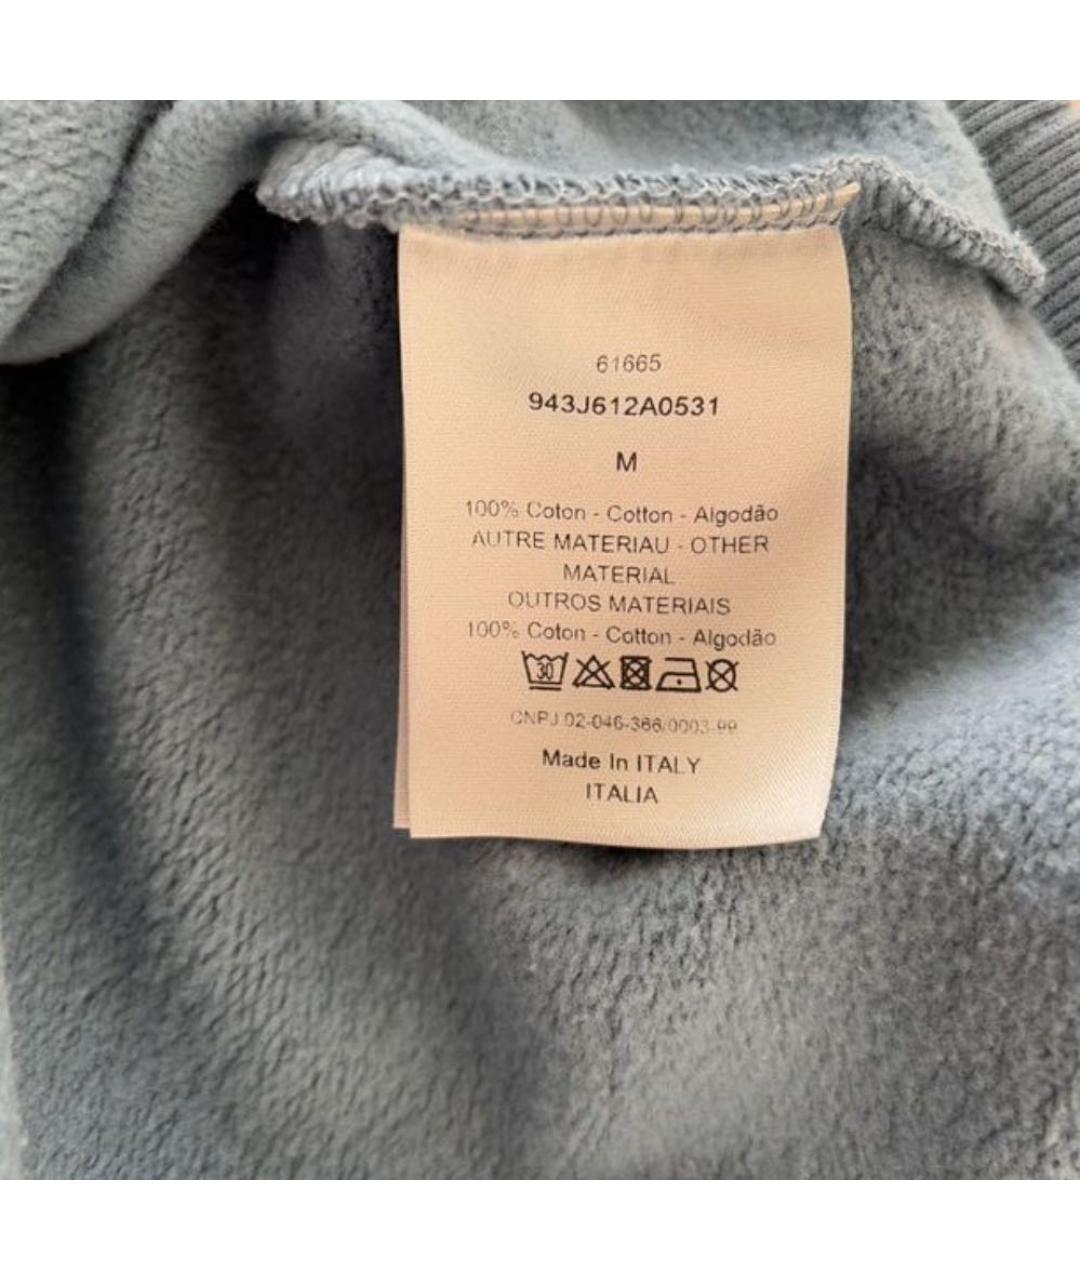 61665
943J612A0531
M
100% Coton - Cotton - Algodão
AUTRE MATERIAU - OTHER
MATERIAL
OUTROS MATERIAIS
100% Coton - Cotton - Algodão
30
CNPJ 02-046-366/0003-99
Made In ITALY
ITALIA